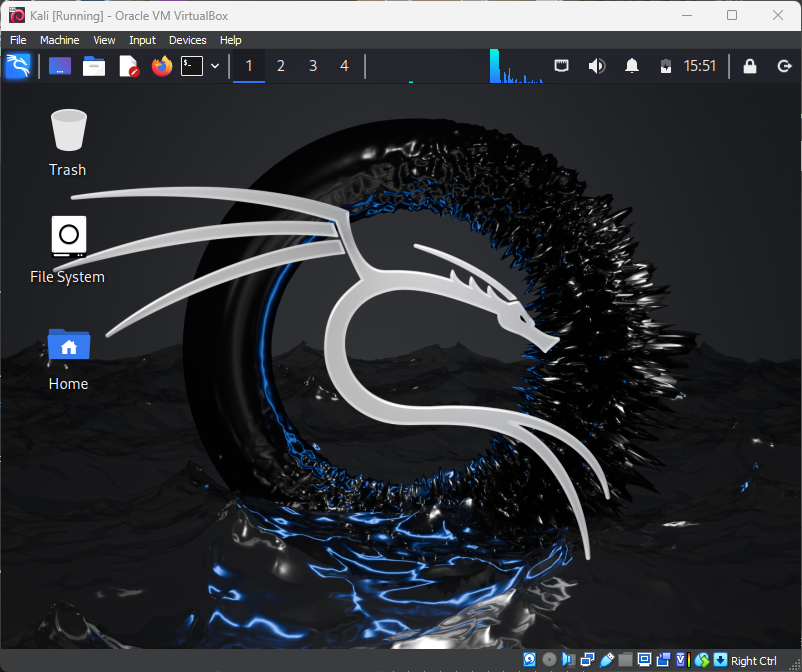 Kali [Running] - Oracle VM VirtualBox
File Machine View Input Devices Help
1 2 3 4 15:51
Trash
File System
Home
Right Ctrl